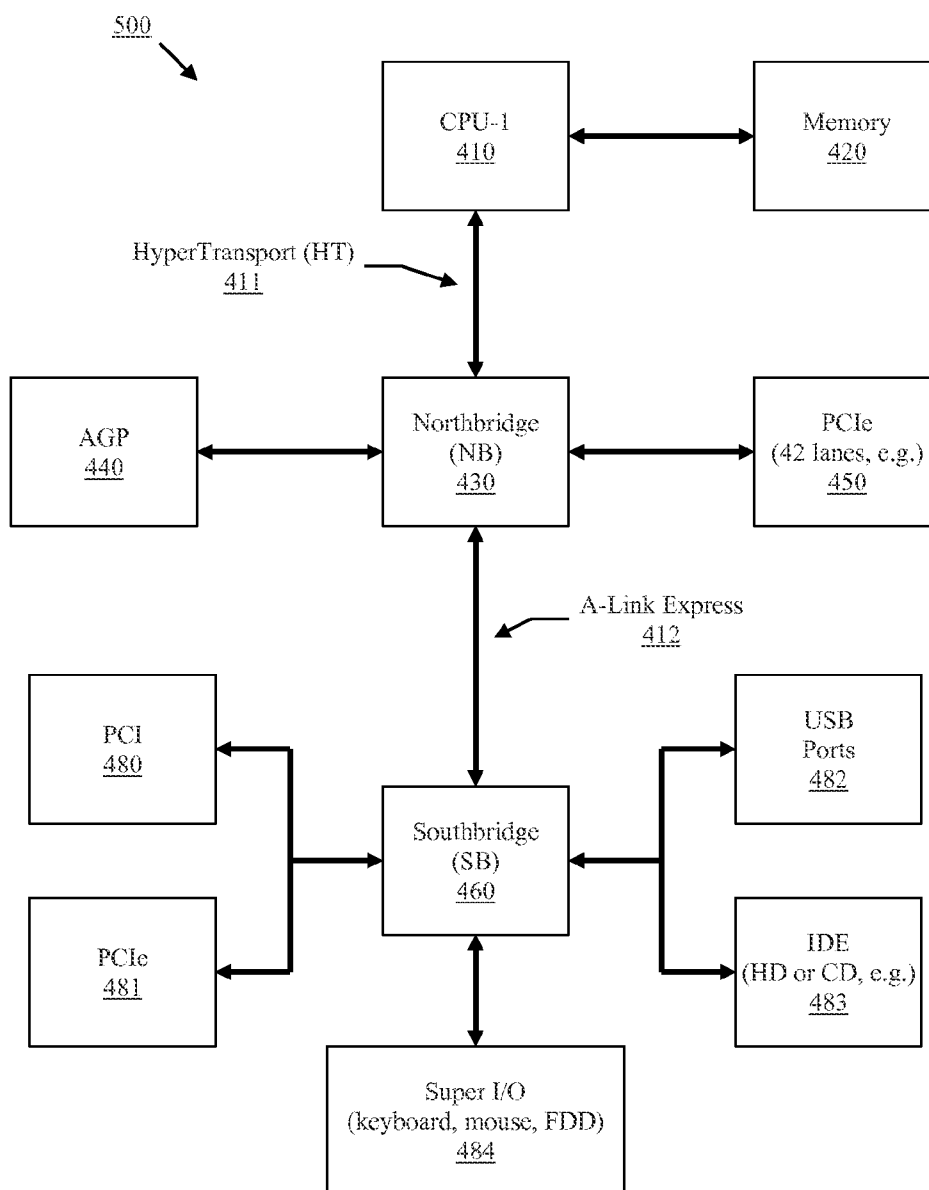 500
CPU-1
410
Memory
420
HyperTransport (HT)
411
AGP
440
Northbridge
(NB)
430
PCIe
(42 lanes, e.g.)
450
A-Link Express
412
PCI
480
USB
Ports
482
Southbridge
(SB)
460
PCIe
481
IDE
(HD or CD, e.g.)
483
Super I/O
(keyboard, mouse, FDD)
484